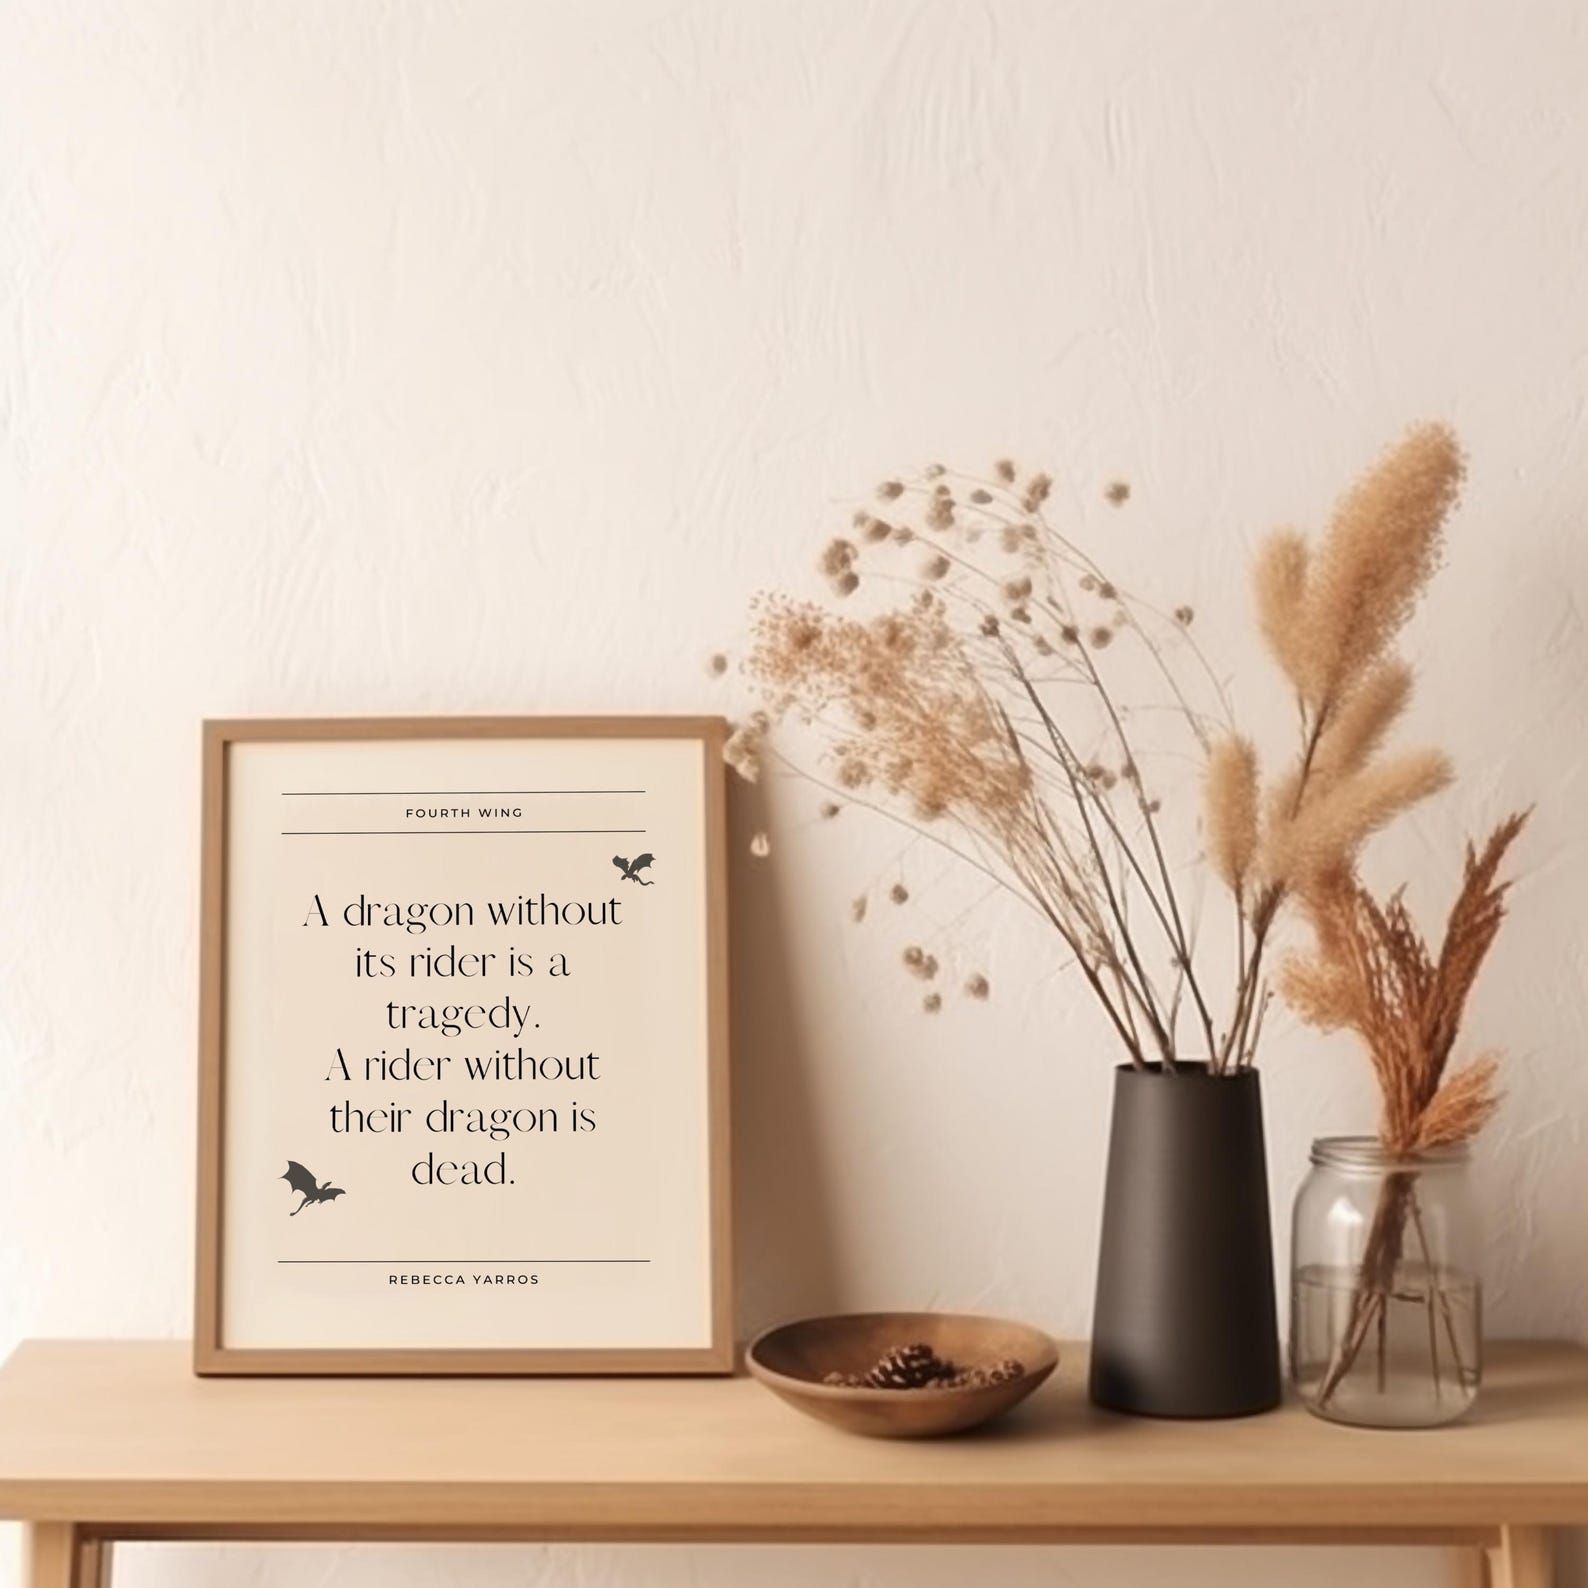 FOURTH WING
A dragon without
its rider is a
tragedy.
A rider without
their dragon is
dead.
REBECCA YARROS